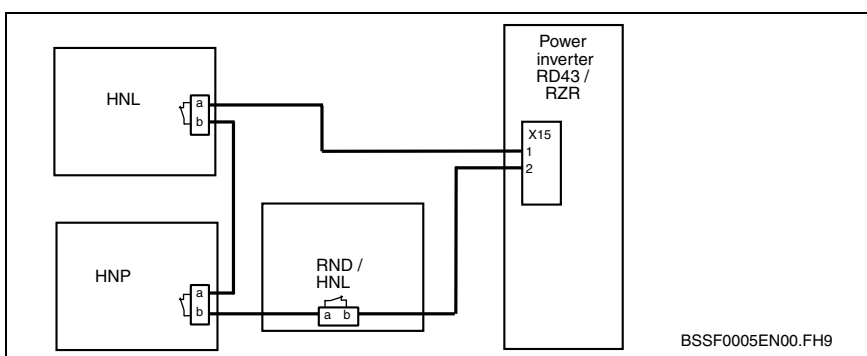 HNL
a
b
HNP
a
b
RND /
HNL
a b
Power
inverter
RD43 /
RZR
X15
1
2
BSSF0005EN00.FH9